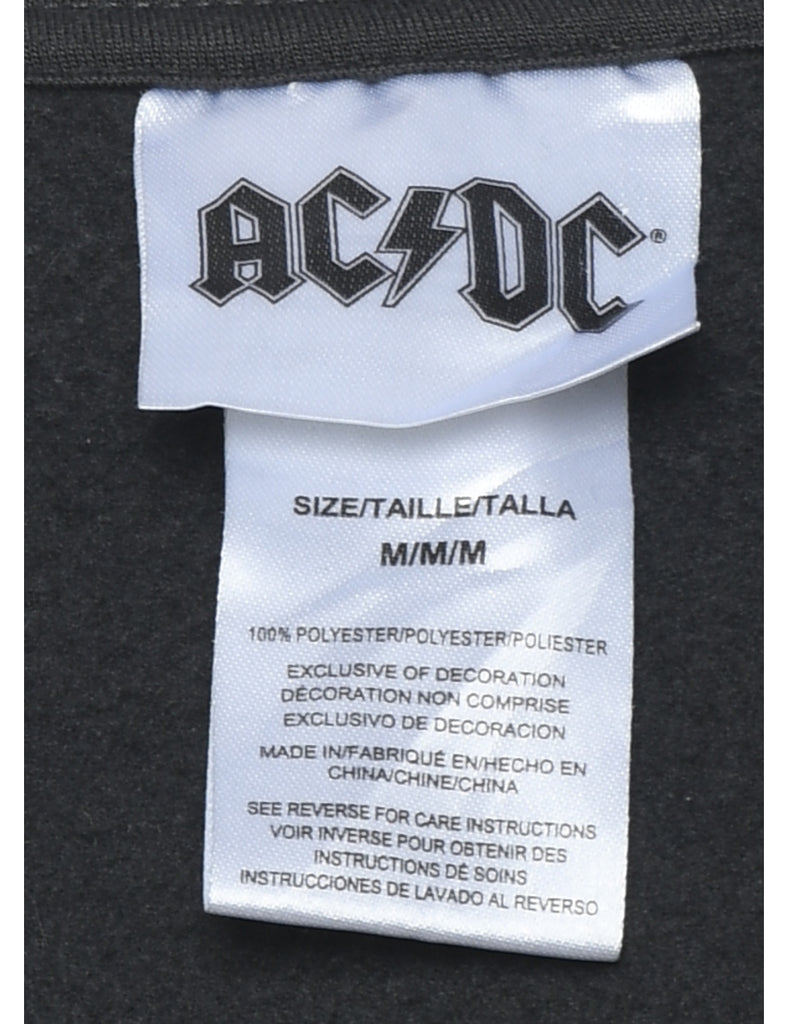 AC/DC®
SIZE/TAILLE/TALLA
M/M/M
100% POLYESTER/POLYESTER/POLIESTER
EXCLUSIVE OF DECORATION
DÉCORATION NON COMPRISE
EXCLUSIVO DE DECORACION
MADE IN/FABRIQUÉ EN/HECHO EN
CHINA/CHINE/CHINA
SEE REVERSE FOR CARE INSTRUCTIONS
VOIR INVERSE POUR OBTENIR DES
INSTRUCTIONS DÉ SOINS
INSTRUCCIONES DE LAVADO AL REVERSO